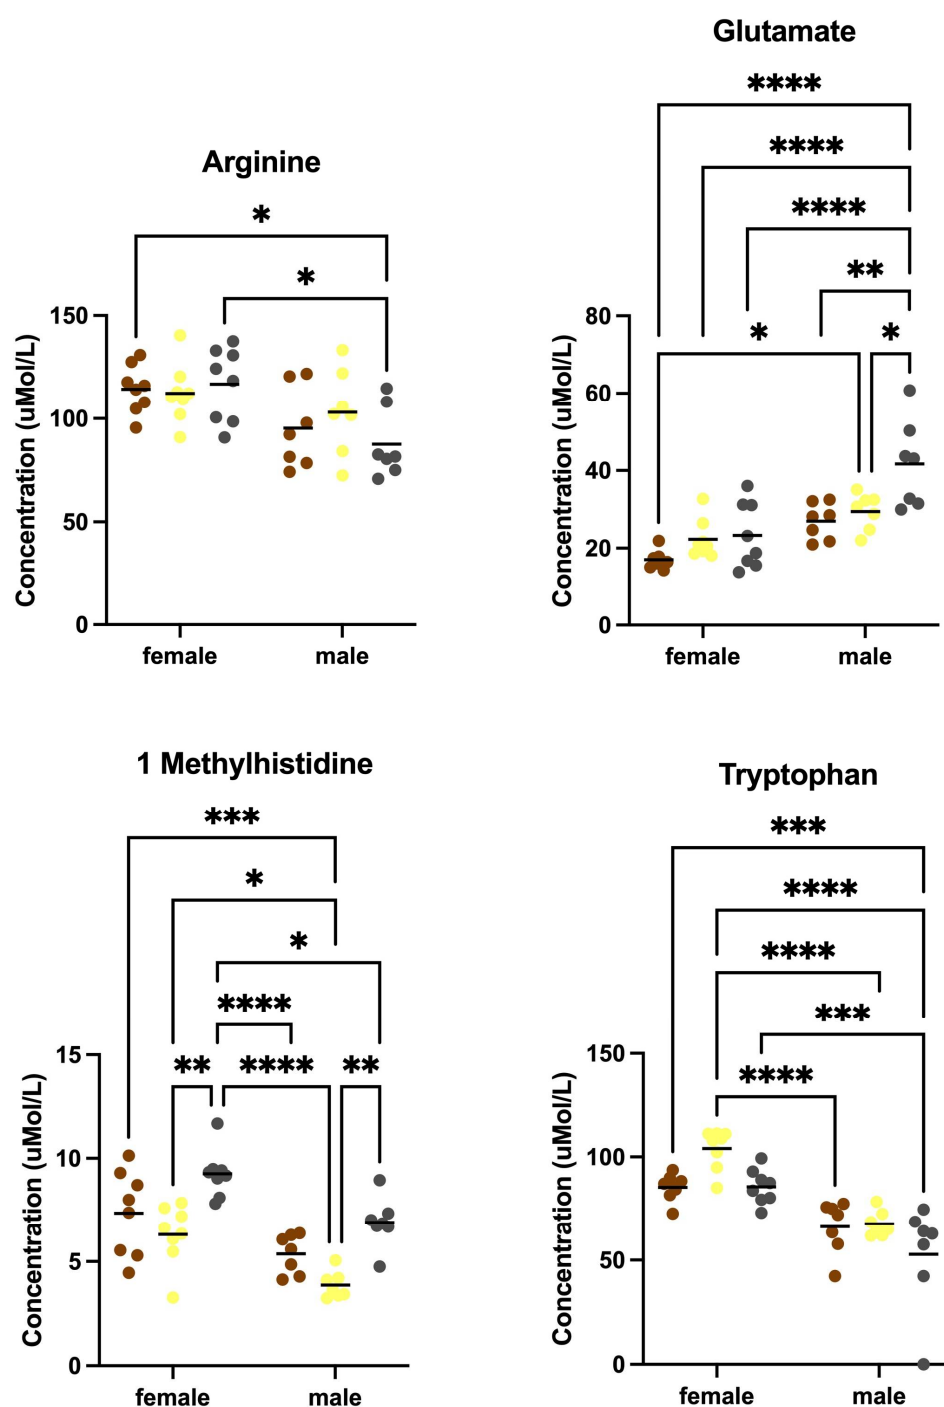 Glutamate
****
Arginine
****
*
****
*
**
*
*
150
100
50
0
Concentration (uMol/L)
female
male
80
60
40
20
0
Concentration (uMol/L)
female
male
1 Methylhistidine
***
*
*
****
**
****
**
15
10
5
0
Concentration (uMol/L)
female
male
Tryptophan
***
****
****
***
****
150
100
50
0
Concentration (uMol/L)
female
male